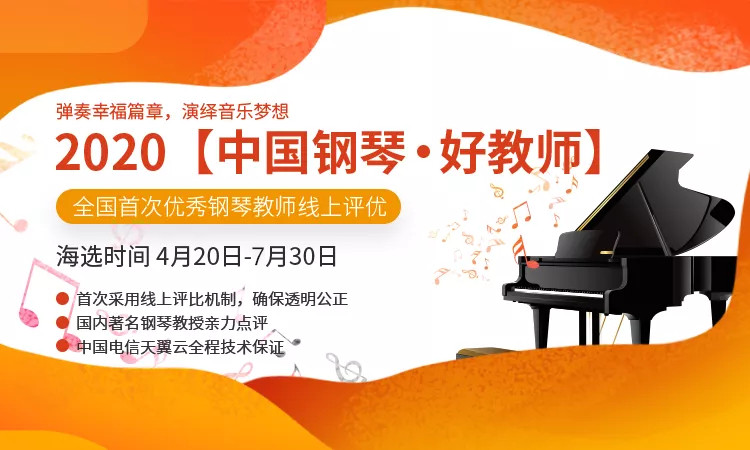 弹奏幸福篇章，演绎音乐梦想
2020【中国钢琴·好教师】
全国首次优秀钢琴教师线上评优
海选时间 4月20日-7月30日
首次采用线上评比机制，确保透明公正
国内著名钢琴教授亲力点评
中国电信天翼云全程技术保证